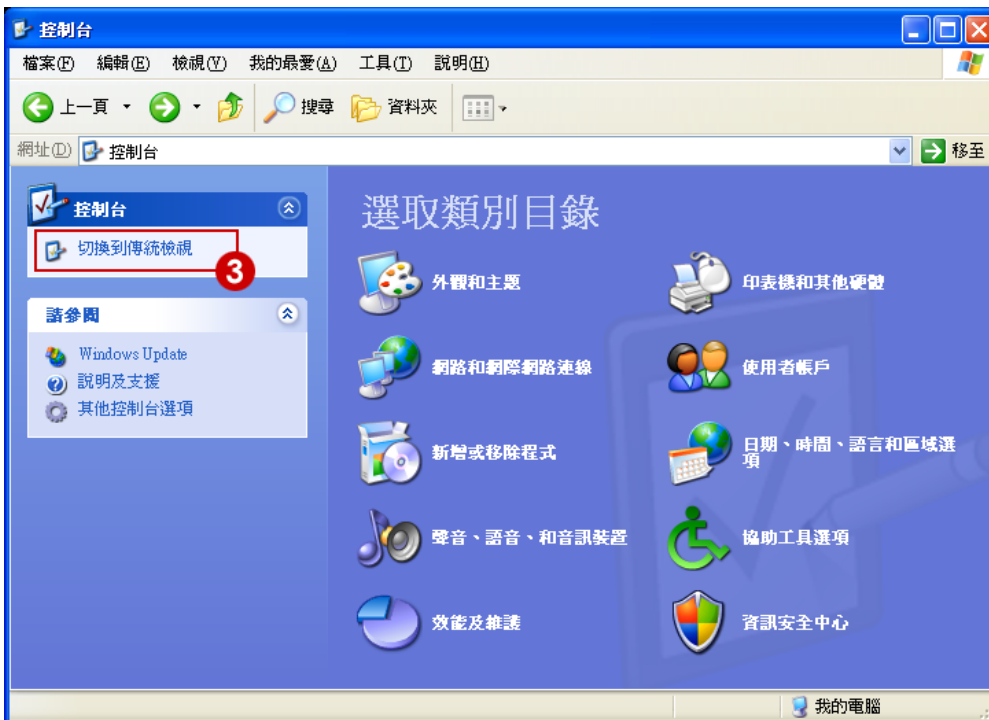 控制台
檔案(F) 編輯(E) 檢視(V) 我的最愛(A) 工具(T) 說明(H)
上一頁 搜尋 資料夾
網址(D) 控制台 移至
控制台
切換到傳統檢視
3
請參閱
Windows Update
說明及支援
其他控制台選項
選取類別目錄
外觀和主題
印表機和其他硬體
網路和網際網路連線
使用者帳戶
新增或移除程式
日期、時間、語言和區域選
項
聲音、語音、和音訊裝置
協助工具選項
效能及維護
資訊安全中心
我的電腦